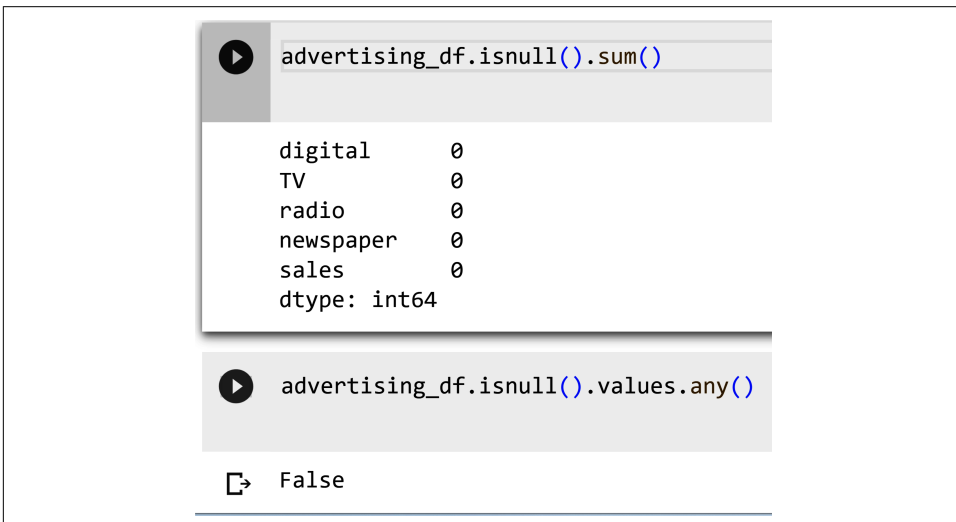 advertising_df.isnull().sum()
digital 0
TV 0
radio 0
newspaper 0
sales 0
dtype: int64
advertising_df.isnull().values.any()
False